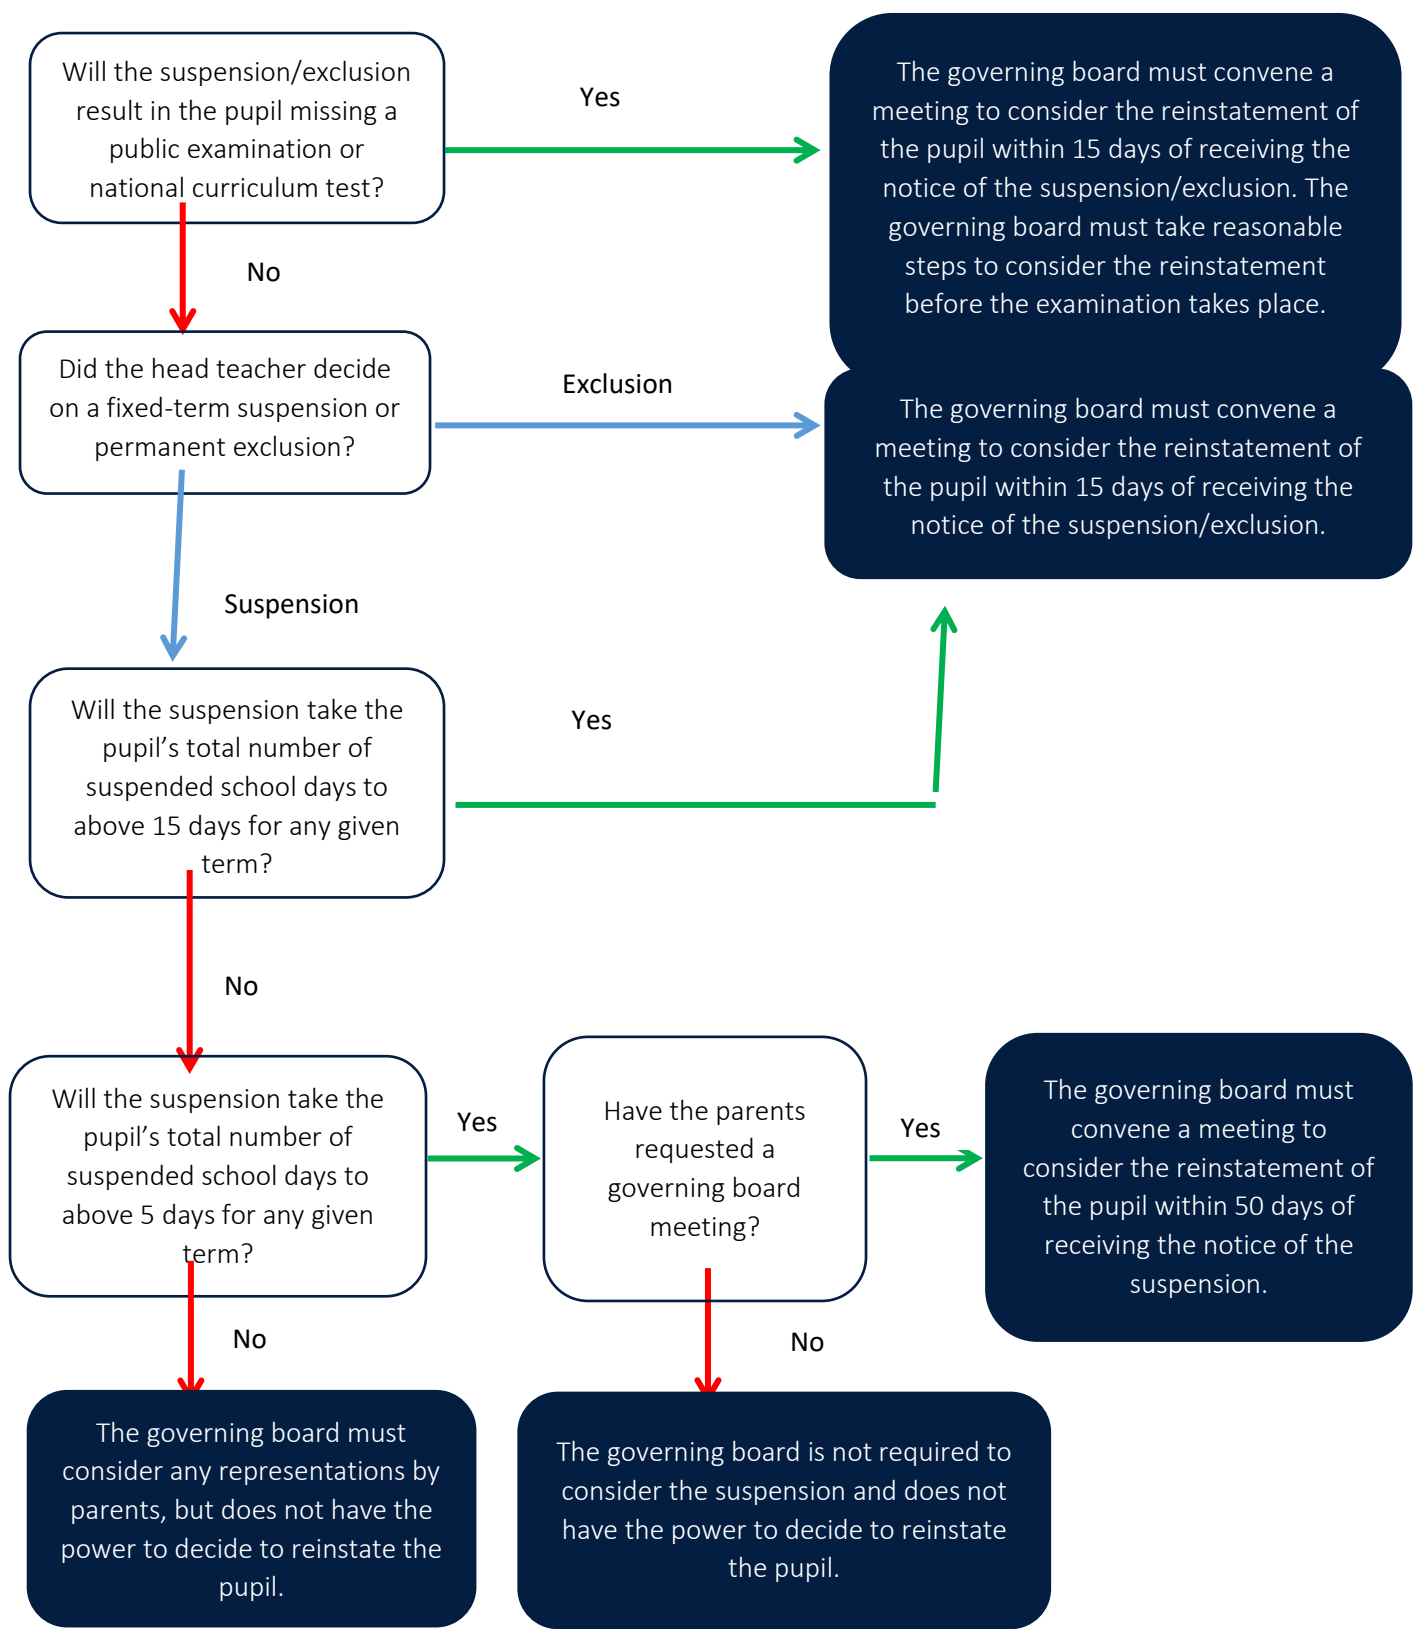 Will the suspension/exclusion
result in the pupil missing a
public examination or
national curriculum test?
Yes
The governing board must convene a
meeting to consider the reinstatement of
the pupil within 15 days of receiving the
notice of the suspension/exclusion. The
governing board must take reasonable
steps to consider the reinstatement
before the examination takes place.
No
Did the head teacher decide
on a fixed-term suspension or
permanent exclusion?
Exclusion
The governing board must convene a
meeting to consider the reinstatement of
the pupil within 15 days of receiving the
notice of the suspension/exclusion.
Suspension
Will the suspension take the
pupil’s total number of
suspended school days to
above 15 days for any given
term?
Yes
No
Will the suspension take the
pupil’s total number of
suspended school days to
above 5 days for any given
term?
Yes
Have the parents
requested a
governing board
meeting?
Yes
The governing board must
convene a meeting to
consider the reinstatement of
the pupil within 50 days of
receiving the notice of the
suspension.
No
No
The governing board must
consider any representations by
parents, but does not have the
power to decide to reinstate the
pupil.
The governing board is not required to
consider the suspension and does not
have the power to decide to reinstate
the pupil.